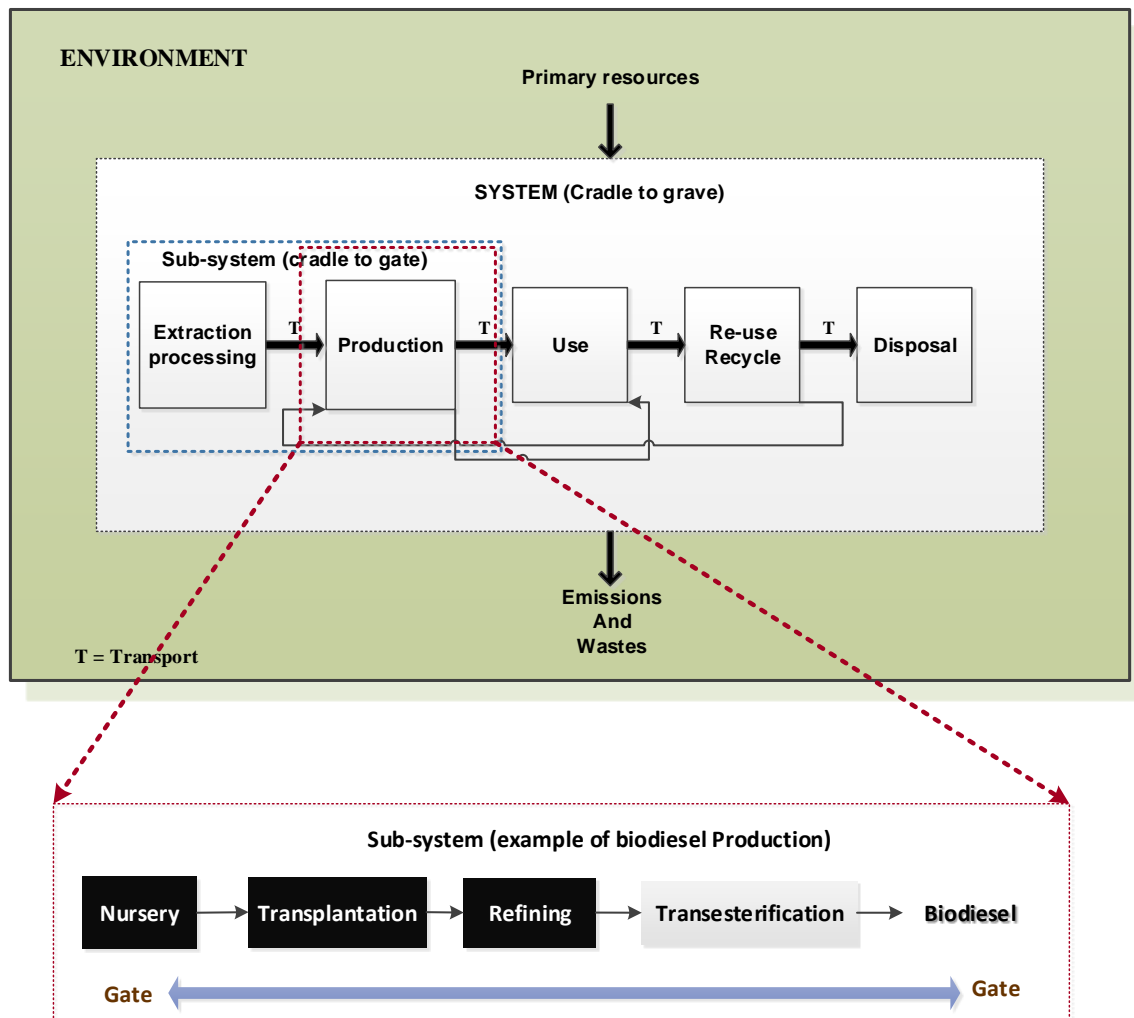 ENVIRONMENT
Primary resources
SYSTEM (Cradle to grave)
Sub-system (cradle to gate)
Extraction
processing
T
Production
T
Use
T
Re-use
Recycle
T
Disposal
Emissions
And
Wastes
T = Transport
Sub-system (example of biodiesel Production)
Nursery
Transplantation
Refining
Transesterification
Biodiesel
Gate
Gate